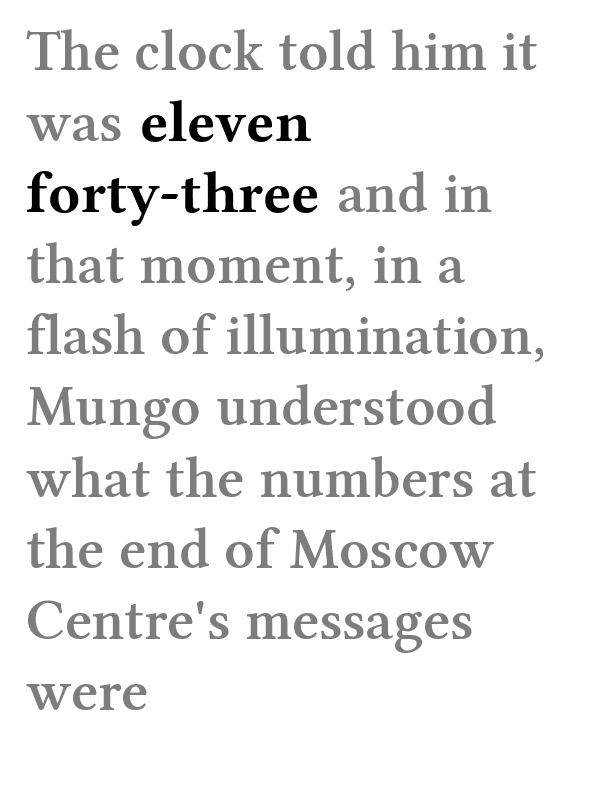 The clock told him it
was eleven
forty-three and in
that moment, in a
flash of illumination,
Mungo understood
what the numbers at
the end of Moscow
Centre's messages
were